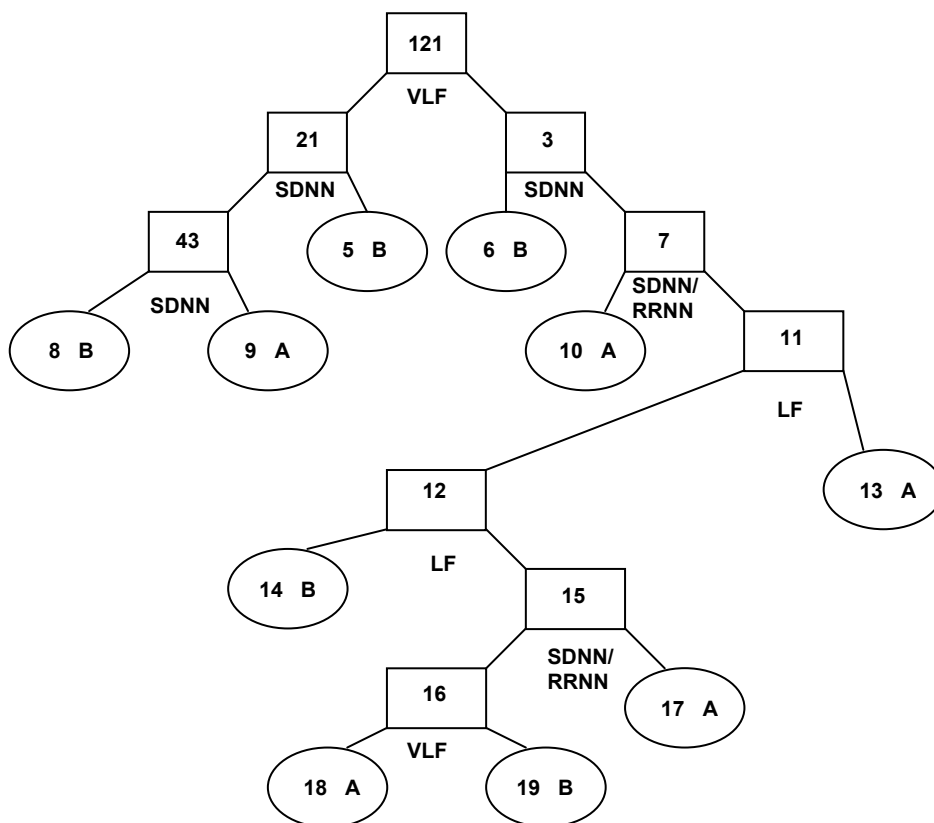 121
VLF
21
3
SDNN
SDNN
43
5 B
6 B
7
SDNN
SDNN/
RRNN
8 B
9 A
10 A
11
LF
12
13 A
LF
14 B
15
SDNN/
RRNN
16
17 A
VLF
18 A
19 B